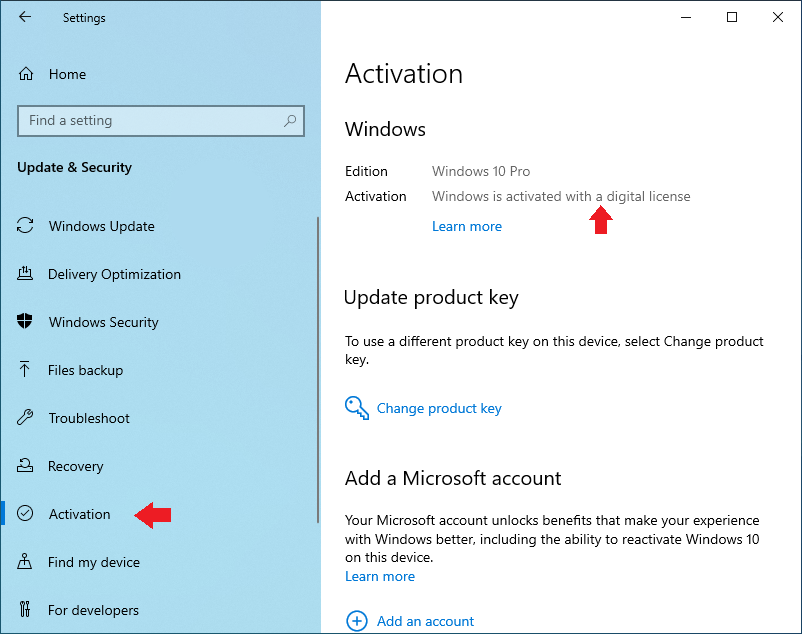 Settings
Home
Find a setting
Update & Security
Windows Update
Delivery Optimization
Windows Security
Files backup
Troubleshoot
Recovery
Activation
Find my device
For developers
Activation
Windows
Edition Windows 10 Pro
Activation Windows is activated with a digital license
Learn more
Update product key
To use a different product key on this device, select Change product
key.
Change product key
Add a Microsoft account
Your Microsoft account unlocks benefits that make your experience
with Windows better, including the ability to reactivate Windows 10
on this device.
Learn more
Add an account